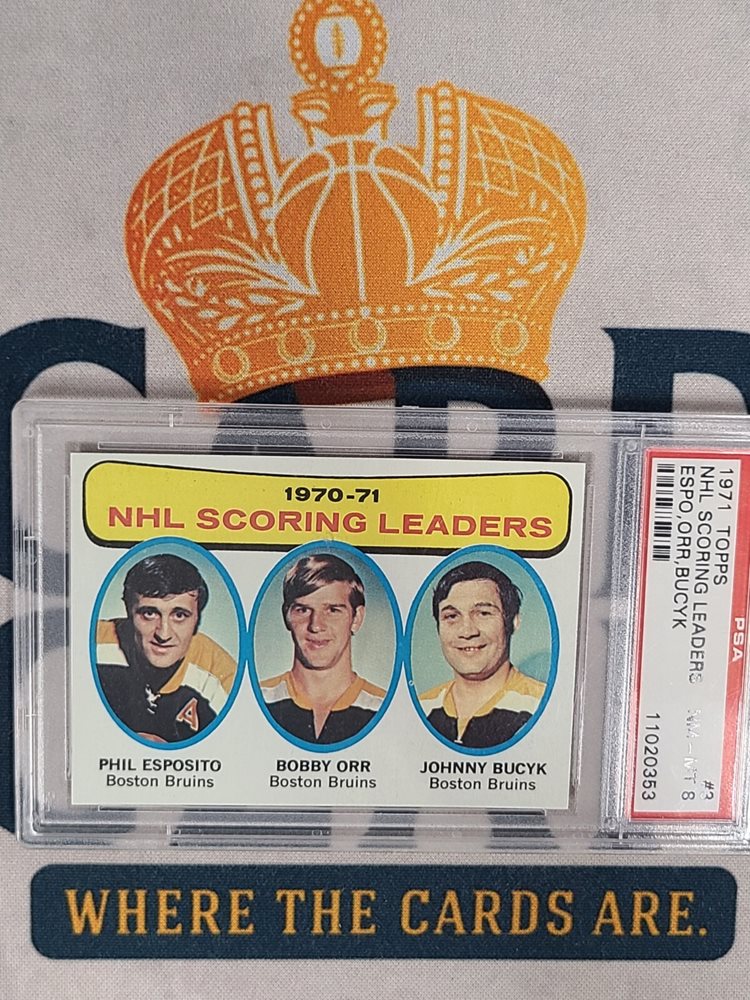 1970-71
NHL SCORING LEADERS
PHIL ESPOSITO
Boston Bruins
BOBBY ORR
Boston Bruins
JOHNNY BUCYK
Boston Bruins
A
1971 TOPPS #3
NHL SCORING LEADERS NM - MT 8
ESPO,,ORR,BUCYK
11020353
PSA
WHERE THE CARDS ARE.